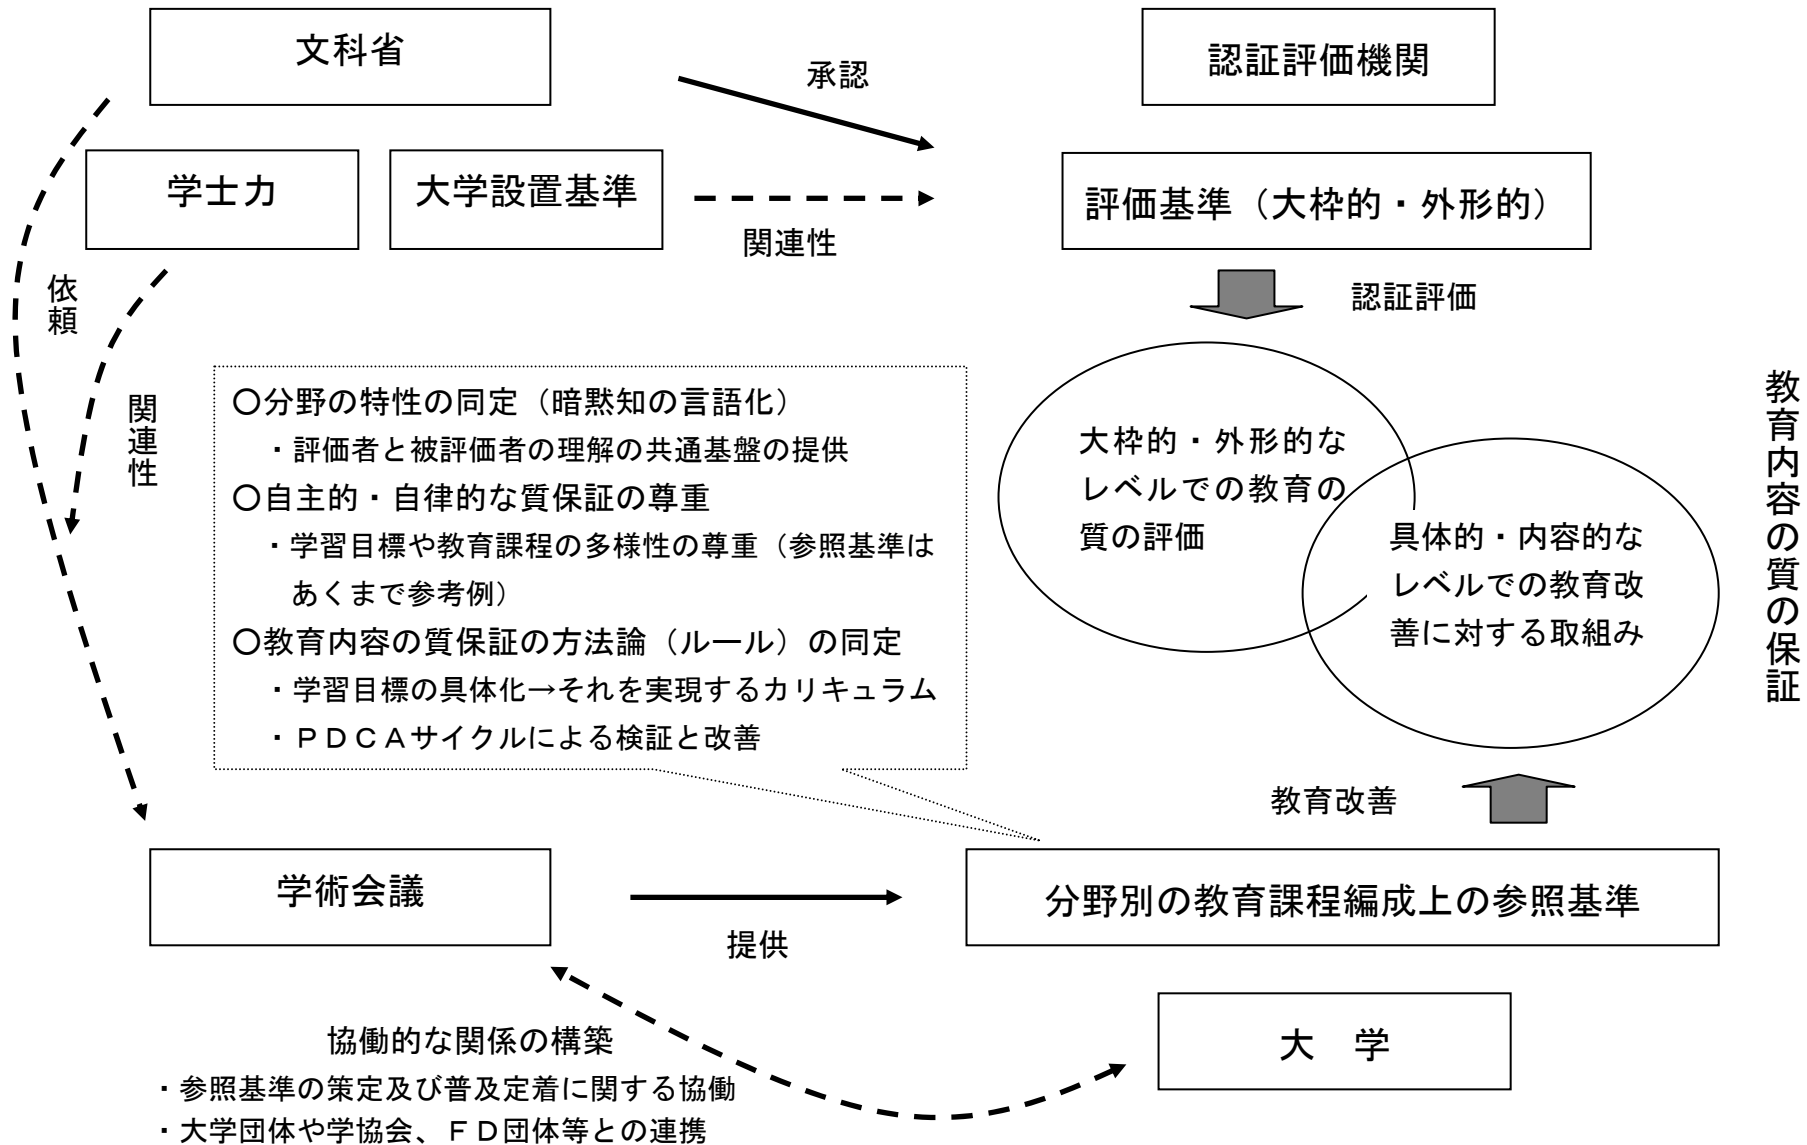 文科省
承認
認証評価機関
学士力
大学設置基準
関連性
評価基準（大枠的・外形的）
認証評価
依頼
関連性
〇分野の特性の同定（暗黙知の言語化）
・評価者と被評価者の理解の共通基盤の提供
〇自主的・自律的な質保証の尊重
・学習目標や教育課程の多様性の尊重（参照基準は
あくまで参考例）
〇教育内容の質保証の方法論（ルール）の同定
・学習目標の具体化→それを実現するカリキュラム
・ＰＤＣＡサイクルによる検証と改善
大枠的・外形的な
レベルでの教育の
質の評価
具体的・内容的な
レベルでの教育改
善に対する取組み
教育内容の質の保証
教育改善
学術会議
提供
分野別の教育課程編成上の参照基準
大　学
協働的な関係の構築
・参照基準の策定及び普及定着に関する協働
・大学団体や学協会、ＦＤ団体等との連携